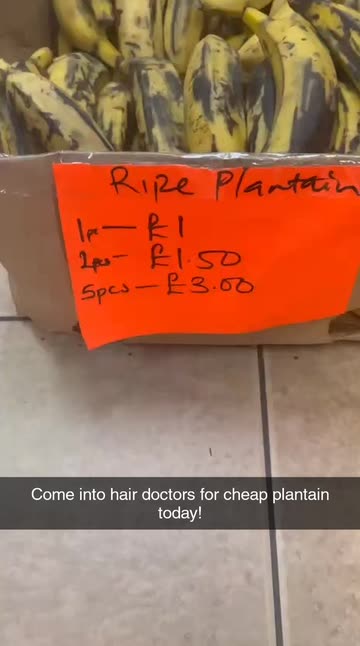 Ripe Plantain
1pc — £1
2pcs — £1.50
5pcs — £3.00
Come into hair doctors for cheap plantain
today!